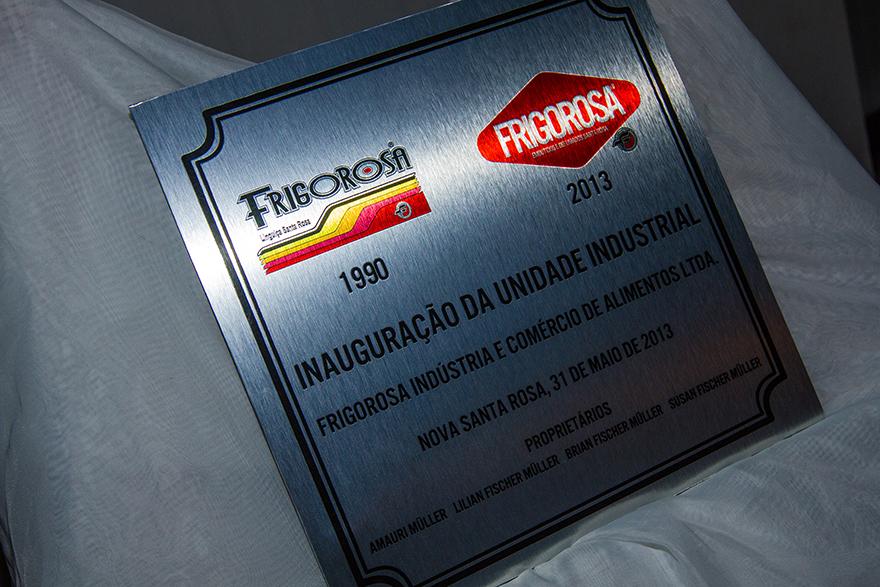 FRIGOROSA
Linguiça Santa Rosa
1990
FRIGOROSA
2013
INAUGURAÇÃO DA UNIDADE INDUSTRIAL
FRIGOROSA INDÚSTRIA E COMÉRCIO DE ALIMENTOS LTDA.
NOVA SANTA ROSA, 31 DE MAIO DE 2013
PROPRIETÁRIOS
AMAURI MÜLLER LILIAN FISCHER MÜLLER BRIAN FISCHER MÜLLER SUSAN FISCHER MÜLLER